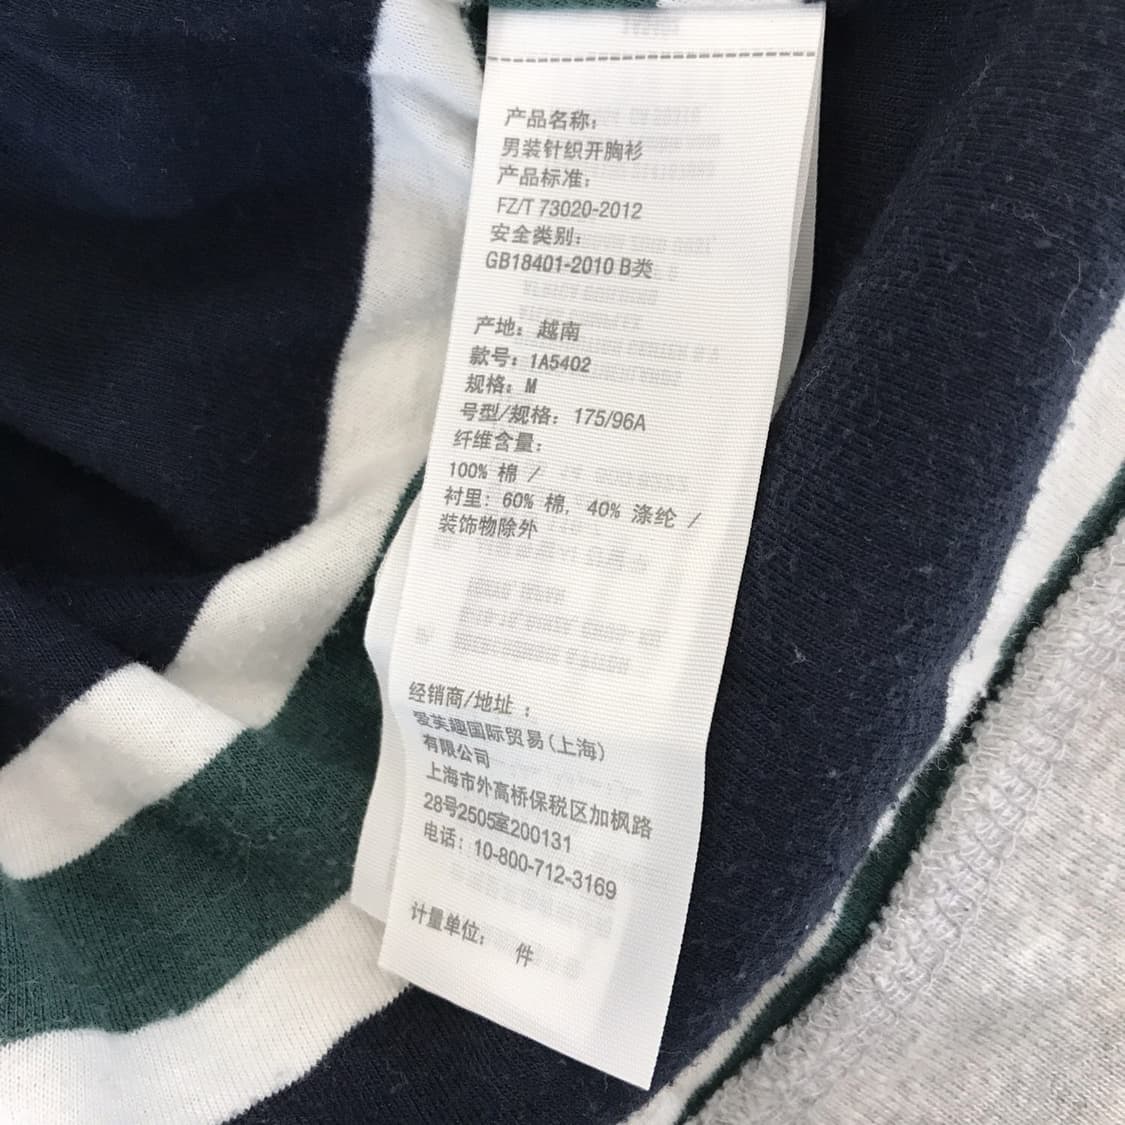 产品名称：
男装针织开胸衫
产品标准：
FZ/T 73020-2012
安全类别：
GB18401-2010 B类
产地：越南
款号：1A5402
规格：M
号型/规格：175/96A
纤维含量：
100% 棉 /
衬里：60% 棉, 40% 涤纶 /
装饰物除外
经销商/地址 ：
爱芙趣国际贸易(上海)
有限公司
上海市外高桥保税区加枫路
28号2505室200131
电话：10-800-712-3169
计量单位： 件